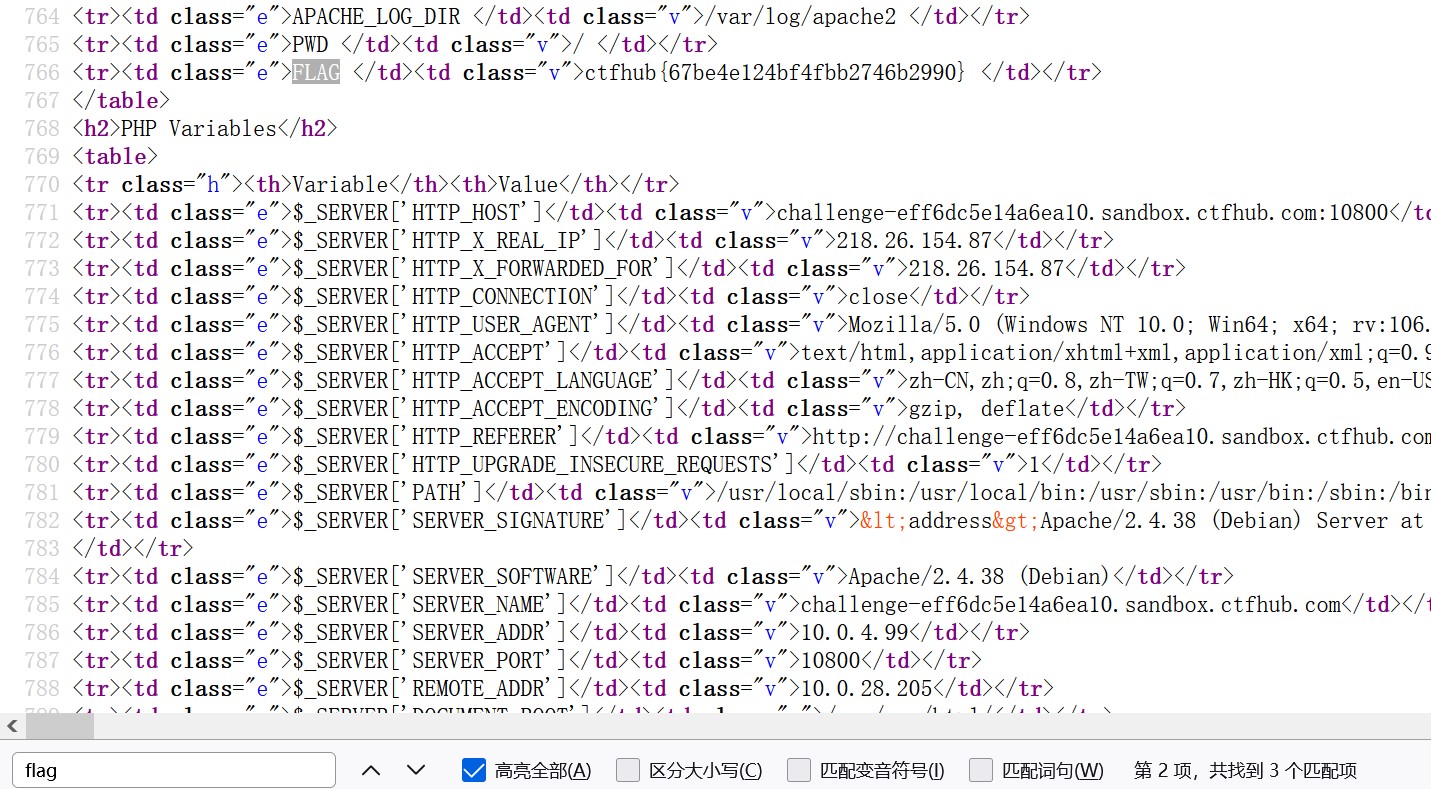 764 <tr><td class="e">APACHE_LOG_DIR </td><td class="v">/var/log/apache2 </td></tr>
765 <tr><td class="e">PWD </td><td class="v">/ </td></tr>
766 <tr><td class="e">FLAG </td><td class="v">ctfhub{67be4e124bf4fbb2746b2990} </td></tr>
767 </table>
768 <h2>PHP Variables</h2>
769 <table>
770 <tr class="h"><th>Variable</th><th>Value</th></tr>
771 <tr><td class="e">$_SERVER['HTTP_HOST']</td><td class="v">challenge-eff6dc5e14a6ea10.sandbox.ctfhub.com:10800</td
772 <tr><td class="e">$_SERVER['HTTP_X_REAL_IP']</td><td class="v">218.26.154.87</td></tr>
773 <tr><td class="e">$_SERVER['HTTP_X_FORWARDED_FOR']</td><td class="v">218.26.154.87</td></tr>
774 <tr><td class="e">$_SERVER['HTTP_CONNECTION']</td><td class="v">close</td></tr>
775 <tr><td class="e">$_SERVER['HTTP_USER_AGENT']</td><td class="v">Mozilla/5.0 (Windows NT 10.0; Win64; x64; rv:106.
776 <tr><td class="e">$_SERVER['HTTP_ACCEPT']</td><td class="v">text/html,application/xhtml+xml,application/xml;q=0.9
777 <tr><td class="e">$_SERVER['HTTP_ACCEPT_LANGUAGE']</td><td class="v">zh-CN,zh;q=0.8,zh-TW;q=0.7,zh-HK;q=0.5,en-US
778 <tr><td class="e">$_SERVER['HTTP_ACCEPT_ENCODING']</td><td class="v">gzip, deflate</td></tr>
779 <tr><td class="e">$_SERVER['HTTP_REFERER']</td><td class="v">http://challenge-eff6dc5e14a6ea10.sandbox.ctfhub.com
780 <tr><td class="e">$_SERVER['HTTP_UPGRADE_INSECURE_REQUESTS']</td><td class="v">1</td></tr>
781 <tr><td class="e">$_SERVER['PATH']</td><td class="v">/usr/local/sbin:/usr/local/bin:/usr/sbin:/usr/bin:/sbin:/bin
782 <tr><td class="e">$_SERVER['SERVER_SIGNATURE']</td><td class="v">&lt;address&gt;Apache/2.4.38 (Debian) Server at
783 </td></tr>
784 <tr><td class="e">$_SERVER['SERVER_SOFTWARE']</td><td class="v">Apache/2.4.38 (Debian)</td></tr>
785 <tr><td class="e">$_SERVER['SERVER_NAME']</td><td class="v">challenge-eff6dc5e14a6ea10.sandbox.ctfhub.com</td></t
786 <tr><td class="e">$_SERVER['SERVER_ADDR']</td><td class="v">10.0.4.99</td></tr>
787 <tr><td class="e">$_SERVER['SERVER_PORT']</td><td class="v">10800</td></tr>
788 <tr><td class="e">$_SERVER['REMOTE_ADDR']</td><td class="v">10.0.28.205</td></tr>
flag 高亮全部(A) 区分大小写(C) 匹配变音符号(I) 匹配词句(W) 第 2 项，共找到 3 个匹配项